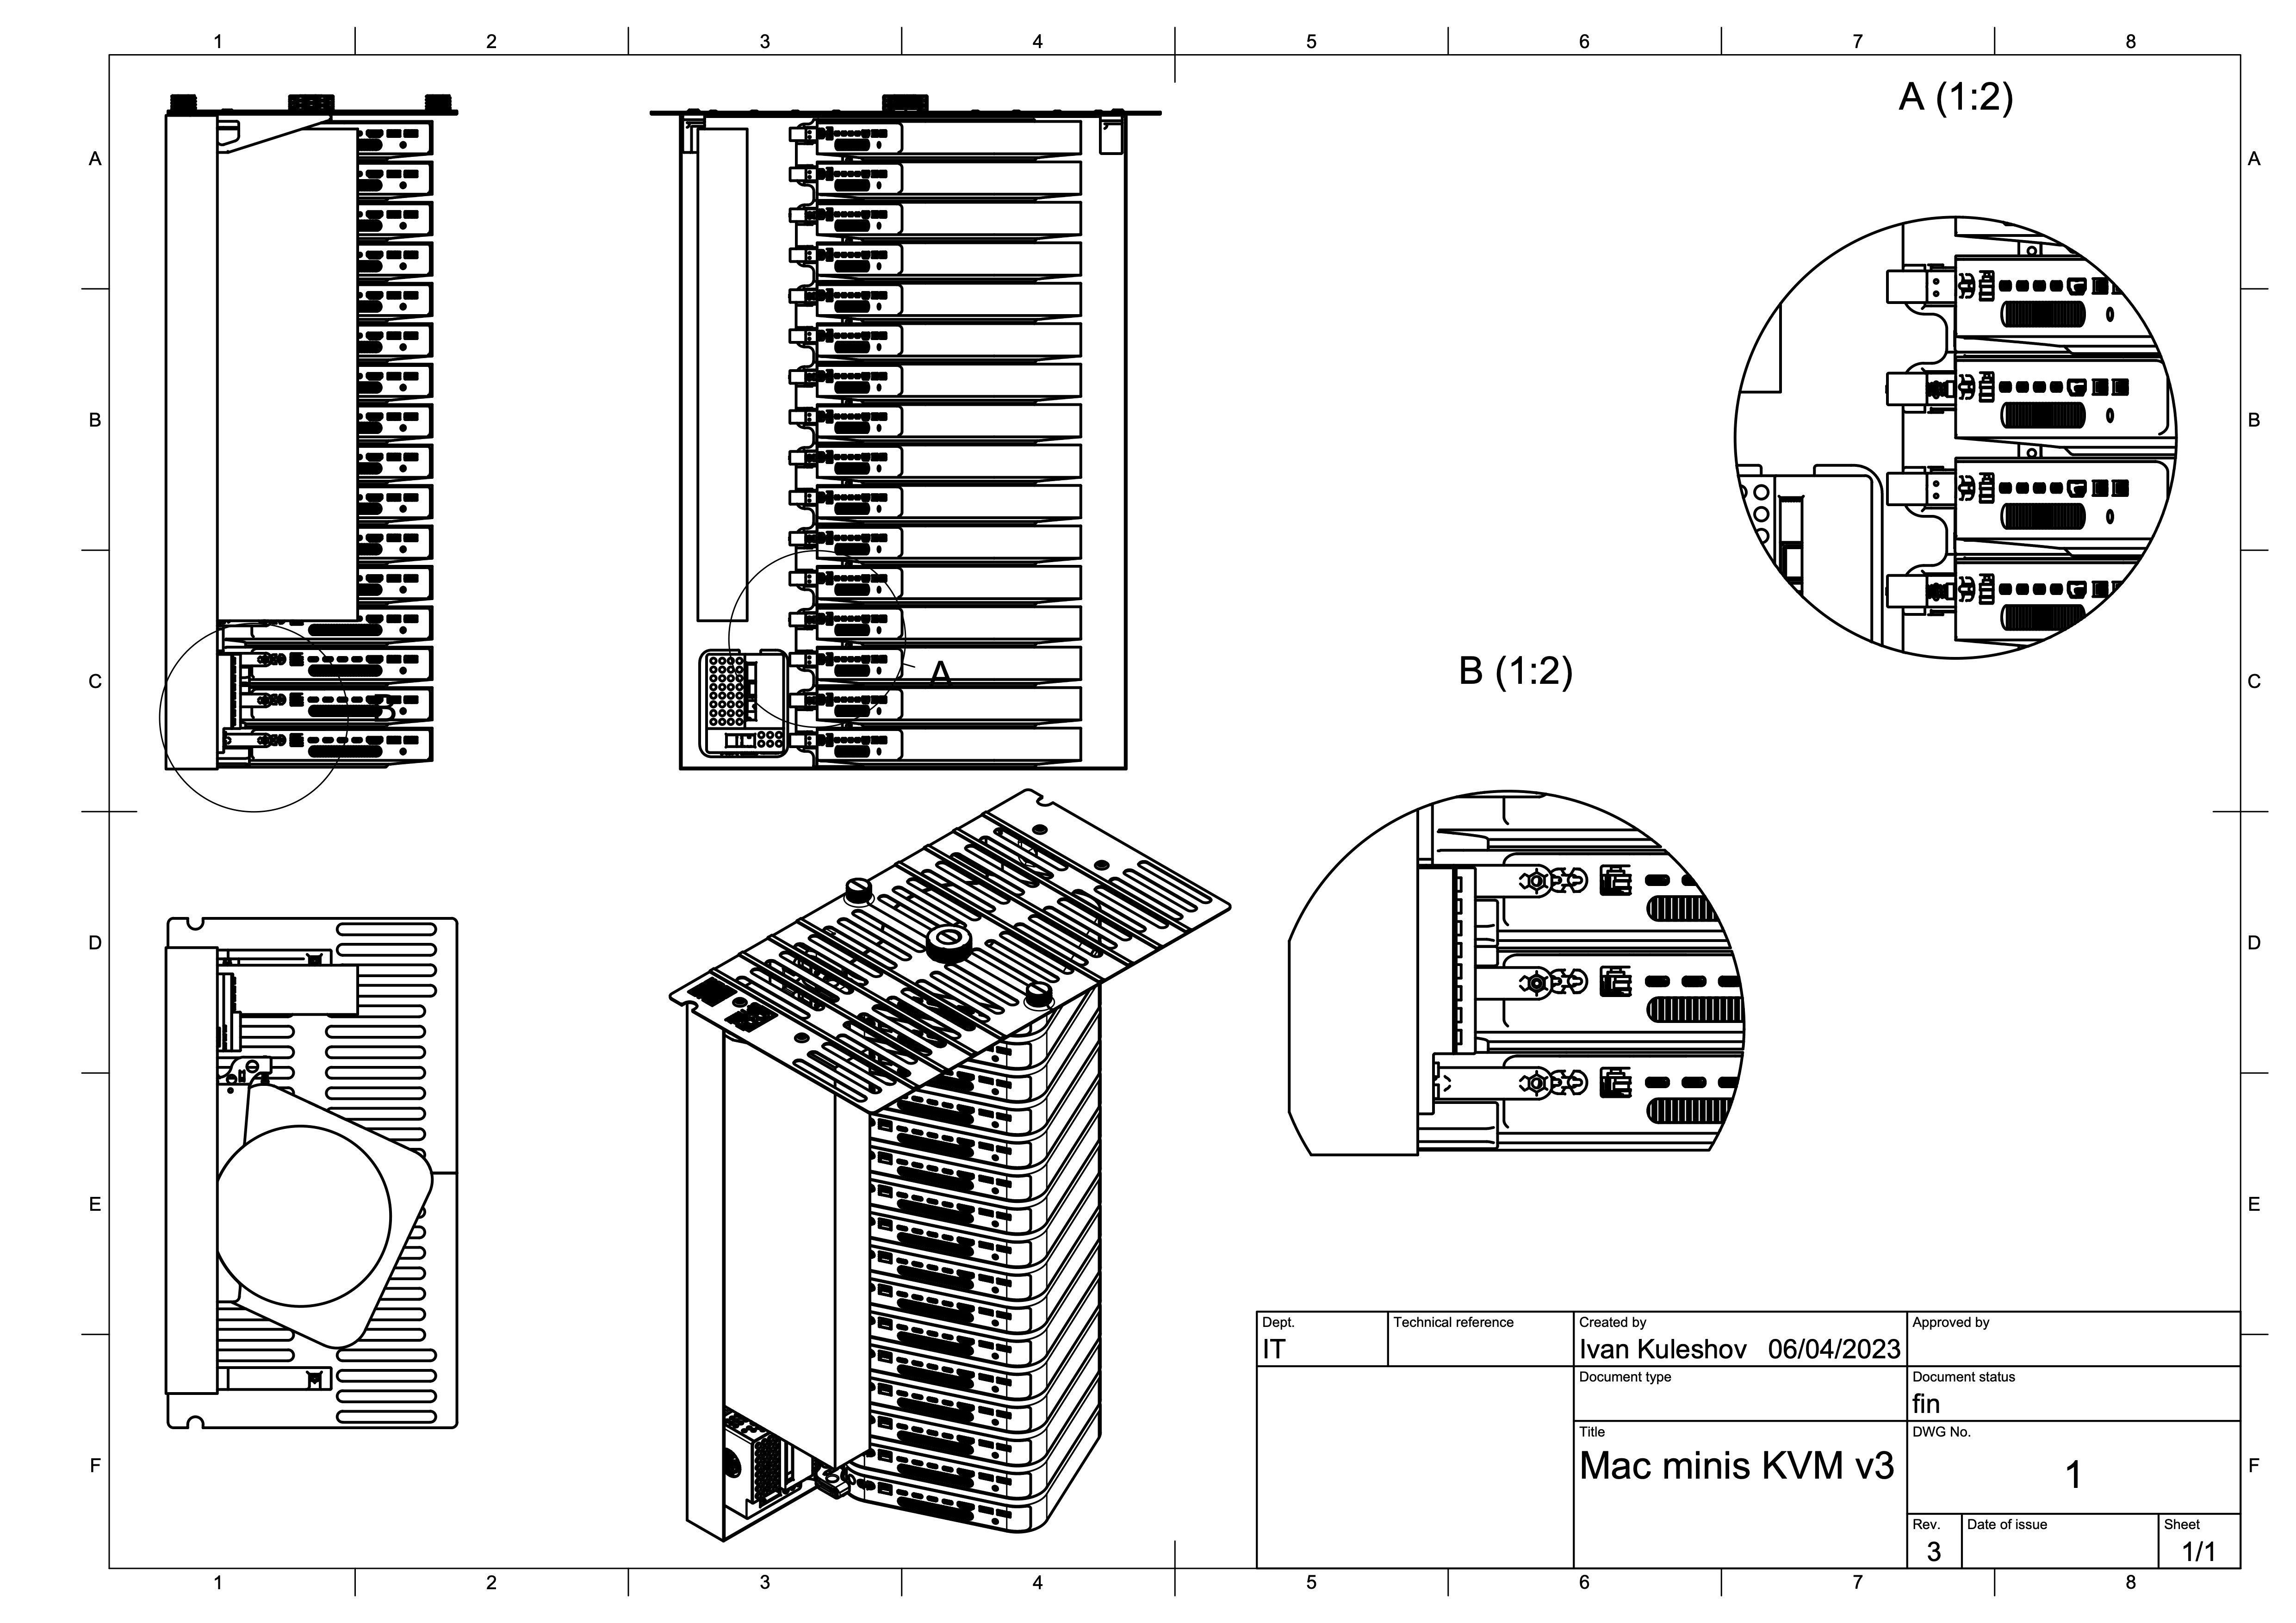 1 2 3 4 5 6 7 8
A (1:2)
A A
B B
A
B (1:2)
C C
D D
E E
Dept.
IT
Technical reference
Created by
Ivan Kuleshov 06/04/2023
Approved by
Document type
Document status
fin
Title
Mac minis KVM v3
DWG No.
1
F F
Rev.
3
Date of issue
Sheet
1/1
1 2 3 4 5 6 7 8